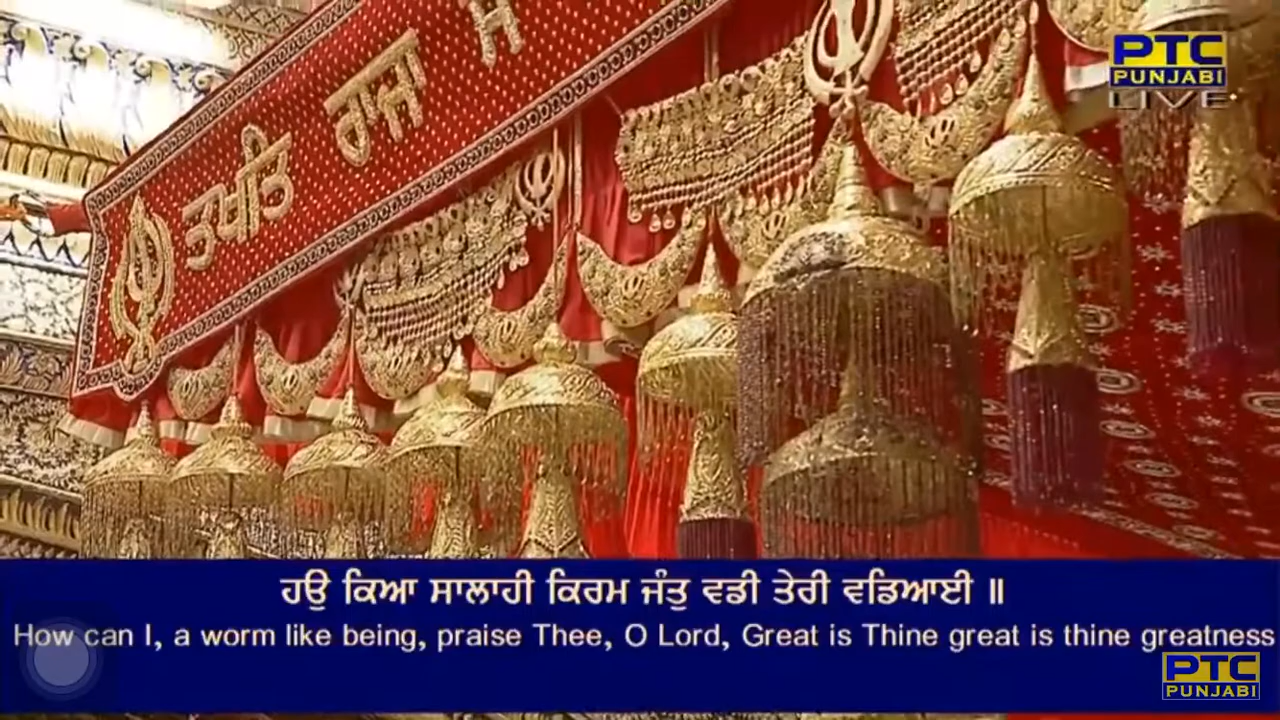 ਤਖਤਿ ਰਾਜਾ
PTC
PUNJABI
LIVE
ਹਉ ਕਿਆ ਸਾਲਾਹੀ ਕਿਰਮ ਜੰਤੁ ਵਡੀ ਤੇਰੀ ਵਡਿਆਈ ॥
How can I, a worm like being, praise Thee, O Lord, Great is Thine great is thine greatness
PTC
PUNJABI